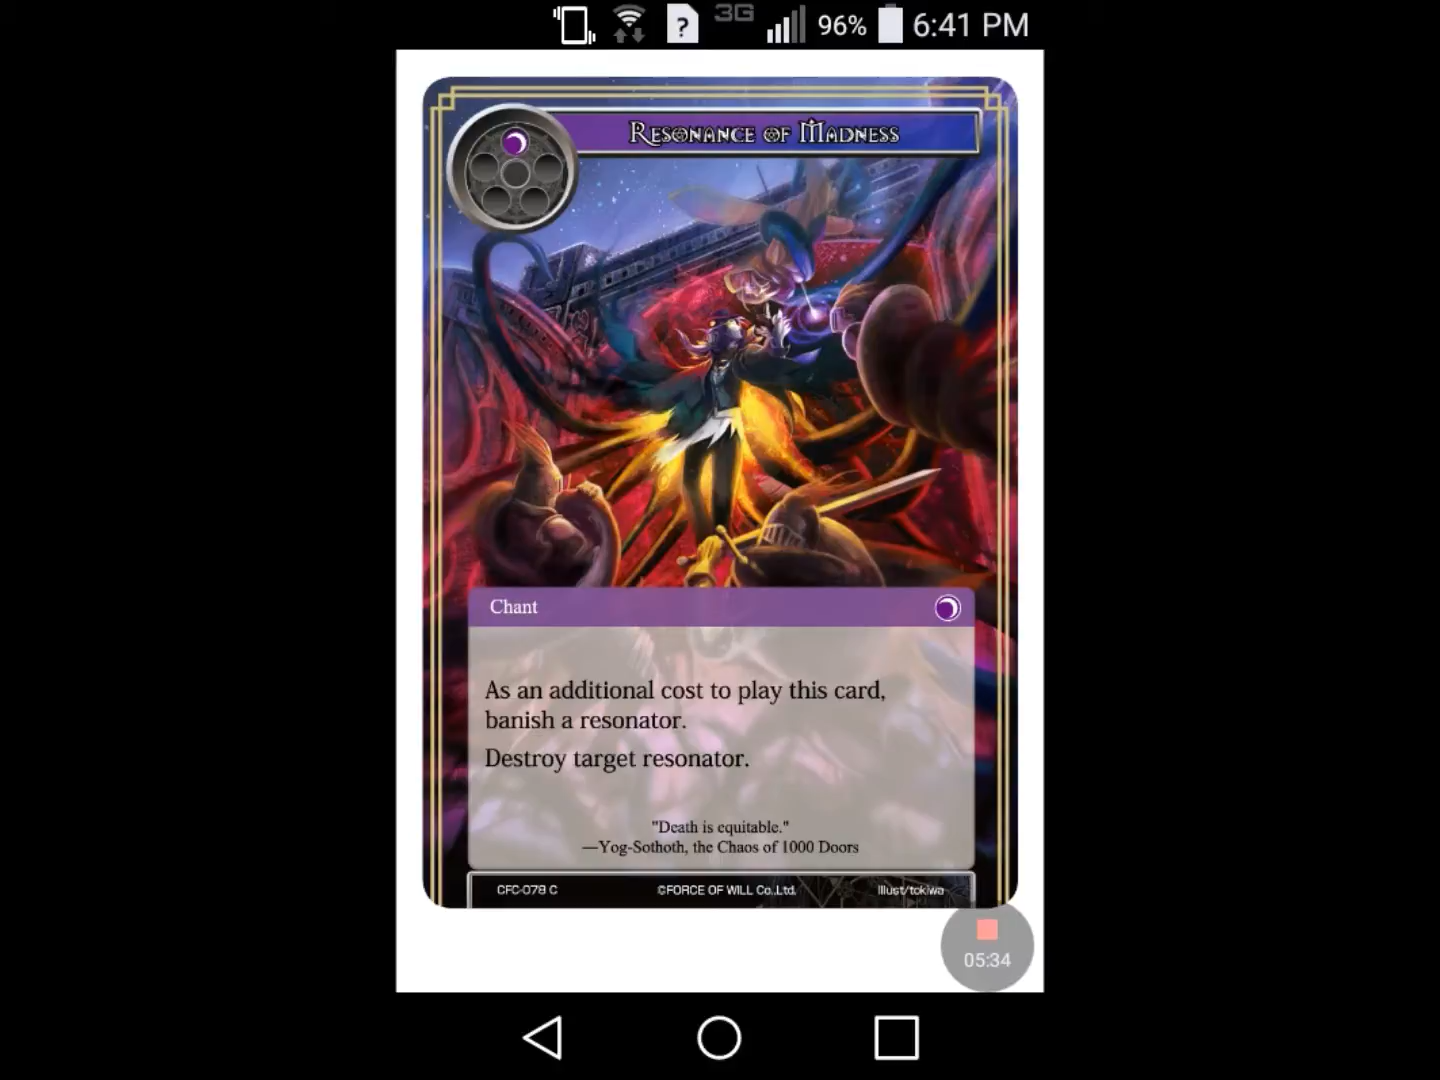 3G 96% 6:41 PM
Resonance of Madness
Chant
As an additional cost to play this card,
banish a resonator.
Destroy target resonator.
"Death is equitable."
—Yog-Sothoth, the Chaos of 1000 Doors
CFC-078 C ©FORCE OF WILL Co.,Ltd. Illust/tokiwa
05:34